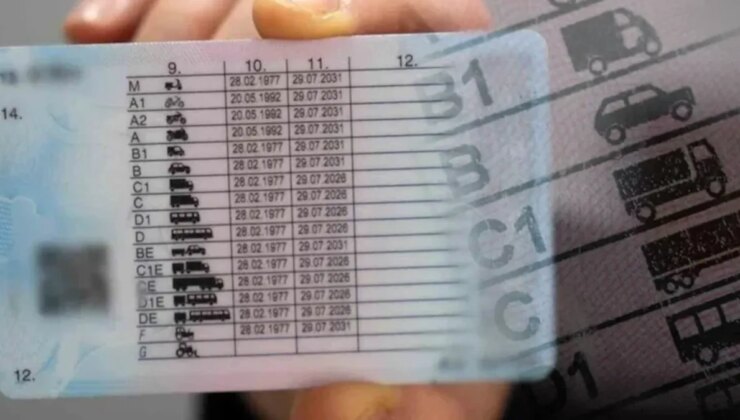 9. 10. 11. 12.
M 28.02.1977 29.07.2031
A1 20.05.1992 29.07.2031
14.
A2 20.05.1992 29.07.2031
A 20.05.1992 29.07.2031
B1 28.02.1977 29.07.2031
B 28.02.1977 29.07.2031
C1 28.02.1977 29.07.2026
C 28.02.1977 29.07.2026
D1 28.02.1977 29.07.2026
D 28.02.1977 29.07.2026
BE 28.02.1977 29.07.2031
C1E 28.02.1977 29.07.2026
CE 28.02.1977 29.07.2026
D1E 28.02.1977 29.07.2026
DE 28.02.1977 29.07.2026
F 28.02.1977 29.07.2031
G
12.
B1
B
C1
C
D1